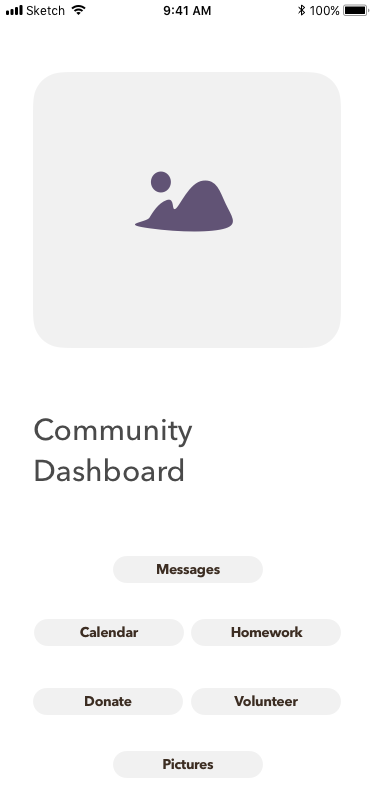 Sketch 9:41 AM 100%
Community
Dashboard
Messages
Calendar Homework
Donate Volunteer
Pictures